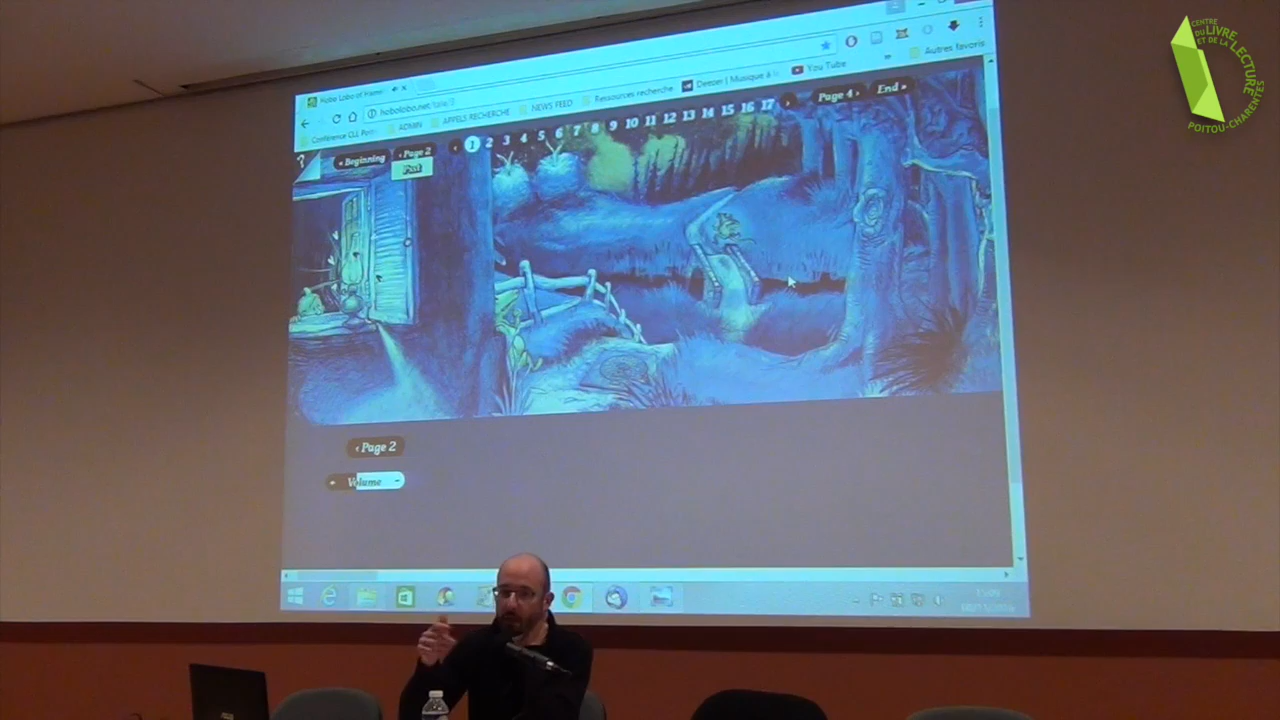 CENTRE
DU LIVRE
ET DE LA
LECTURE
POITOU-CHARENTES
Hobo Lobo of Hamel
hobolobo.net
Autres favoris
ADMIN
APPELS RECHERCHE
NEWS FEED
Ressources recherche
Deezer | Musique à
You Tube
?
« Beginning
‹ Page 2
‹ 1 2 3 4 5 6 7 8 9 10 11 12 13 14 15 16 17 ›
Page 4 ›
End »
‹ Page 2
+ Volume −